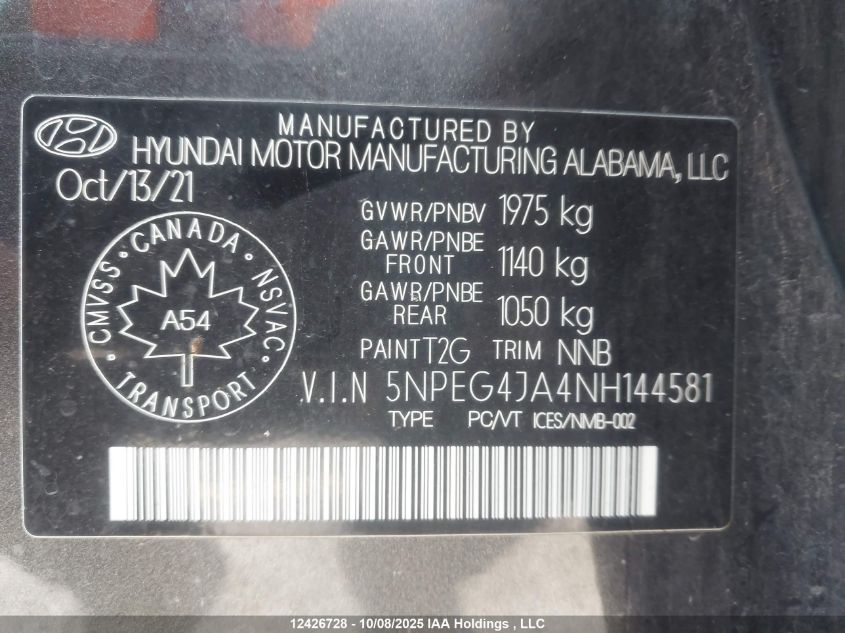 MANUFACTURED BY
HYUNDAI MOTOR MANUFACTURING ALABAMA, LLC
Oct/13/21
GVWR/PNBV 1975 kg
GAWR/PNBE
FRONT 1140 kg
GAWR/PNBE
REAR 1050 kg
CANADA
CMVSS
NSVAC
A54
TRANSPORT
PAINT T2G TRIM NNB
V.I.N 5NPEG4JA4NH144581
TYPE PC/VT ICES/NMB-002
12426728 - 10/08/2025 IAA Holdings , LLC